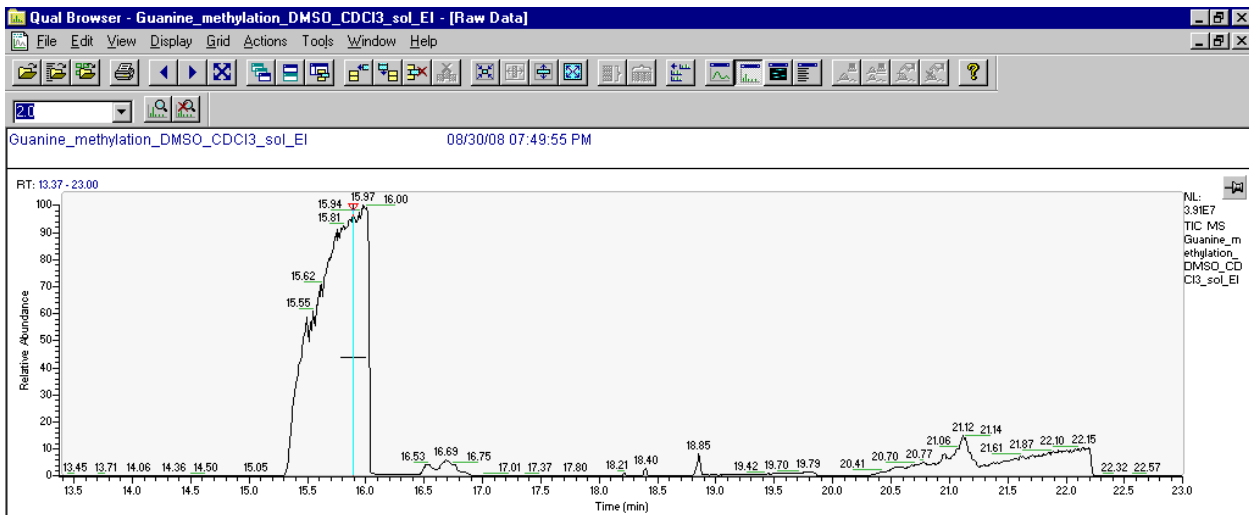 Qual Browser - Guanine_methylation_DMSO_CDCl3_sol_EI - [Raw Data]
File Edit View Display Grid Actions Tools Window Help
2.0
Guanine_methylation_DMSO_CDCl3_sol_EI 08/30/08 07:49:55 PM
RT: 13.37 - 23.00
NL:
3.91E7
TIC MS
Guanine_m
ethylation_
DMSO_CD
Cl3_sol_EI
15.97
15.94 16.00
15.81
15.62
15.55
21.12 21.14
18.85 21.06 21.61 21.87 22.10 22.15
16.53 16.69 16.75 20.70 20.77
13.45 13.71 14.06 14.36 14.50 15.05 17.01 17.37 17.80 18.21 18.40 19.42 19.70 19.79 20.41 22.32 22.57
100
90
80
70
60
50
40
30
20
10
0
Relative Abundance
13.5 14.0 14.5 15.0 15.5 16.0 16.5 17.0 17.5 18.0 18.5 19.0 19.5 20.0 20.5 21.0 21.5 22.0 22.5 23.0
Time (min)